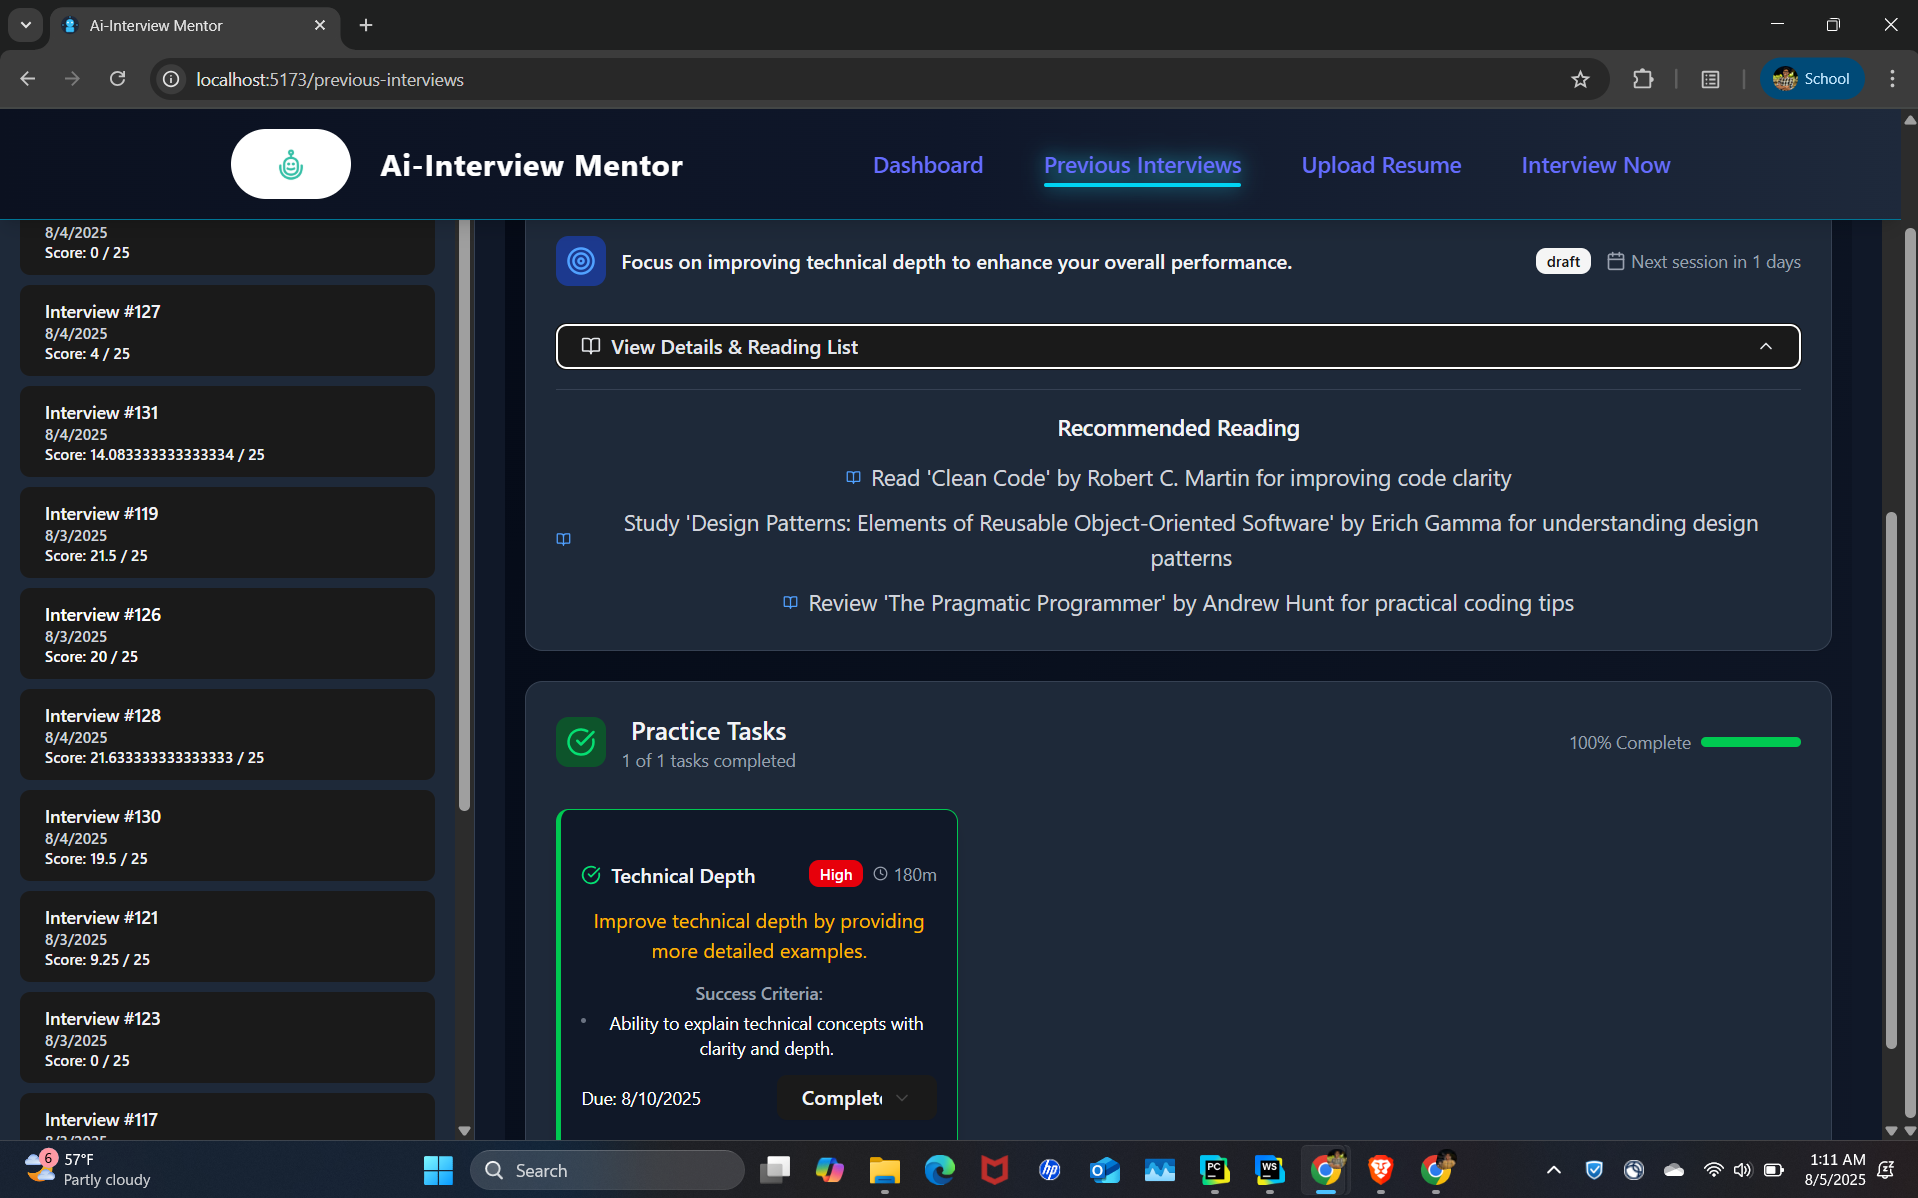 Ai-Interview Mentor
localhost:5173/previous-interviews
School
Ai-Interview Mentor
Dashboard
Previous Interviews
Upload Resume
Interview Now
8/4/2025
Score: 0 / 25
Interview #127
8/4/2025
Score: 4 / 25
Interview #131
8/4/2025
Score: 14.083333333333334 / 25
Interview #119
8/3/2025
Score: 21.5 / 25
Interview #126
8/3/2025
Score: 20 / 25
Interview #128
8/4/2025
Score: 21.633333333333333 / 25
Interview #130
8/4/2025
Score: 19.5 / 25
Interview #121
8/3/2025
Score: 9.25 / 25
Interview #123
8/3/2025
Score: 0 / 25
Interview #117
Focus on improving technical depth to enhance your overall performance.
draft
Next session in 1 days
View Details & Reading List
Recommended Reading
Read 'Clean Code' by Robert C. Martin for improving code clarity
Study 'Design Patterns: Elements of Reusable Object-Oriented Software' by Erich Gamma for understanding design
patterns
Review 'The Pragmatic Programmer' by Andrew Hunt for practical coding tips
Practice Tasks
1 of 1 tasks completed
100% Complete
Technical Depth
High
180m
Improve technical depth by providing
more detailed examples.
Success Criteria:
• Ability to explain technical concepts with
clarity and depth.
Due: 8/10/2025
Complet
6
57°F
Partly cloudy
Search
hp
PC
WS
1:11 AM
8/5/2025